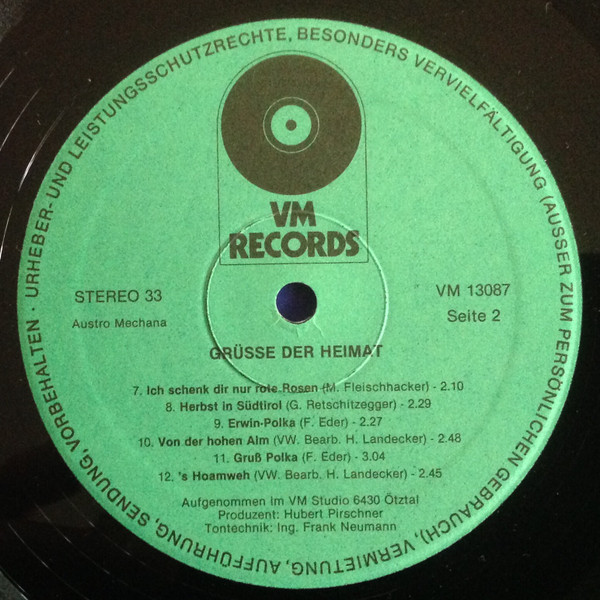 URHEBER- UND LEISTUNGSSCHUTZRECHTE, BESONDERS VERVIELFÄLTIGUNG (AUSSER ZUM PERSÖNLICHEN GEBRAUCH), VERMIETUNG, AUFFÜHRUNG, SENDUNG, VORBEHALTEN ·
VM
RECORDS
STEREO 33
Austro Mechana
VM 13087
Seite 2
GRÜSSE DER HEIMAT
7. Ich schenk dir nur rote Rosen (M. Fleischhacker) - 2.10
8. Herbst in Südtirol (G. Retschitzegger) - 2.29
9. Erwin-Polka (F. Eder) - 2.27
10. Von der hohen Alm (VW. Bearb. H. Landecker) - 2.48
11. Gruß Polka (F. Eder) - 3.04
12. 's Hoamweh (VW. Bearb. H. Landecker) - 2.45
Aufgenommen im VM Studio 6430 Ötztal
Produzent: Hubert Pirschner
Tontechnik: Ing. Frank Neumann